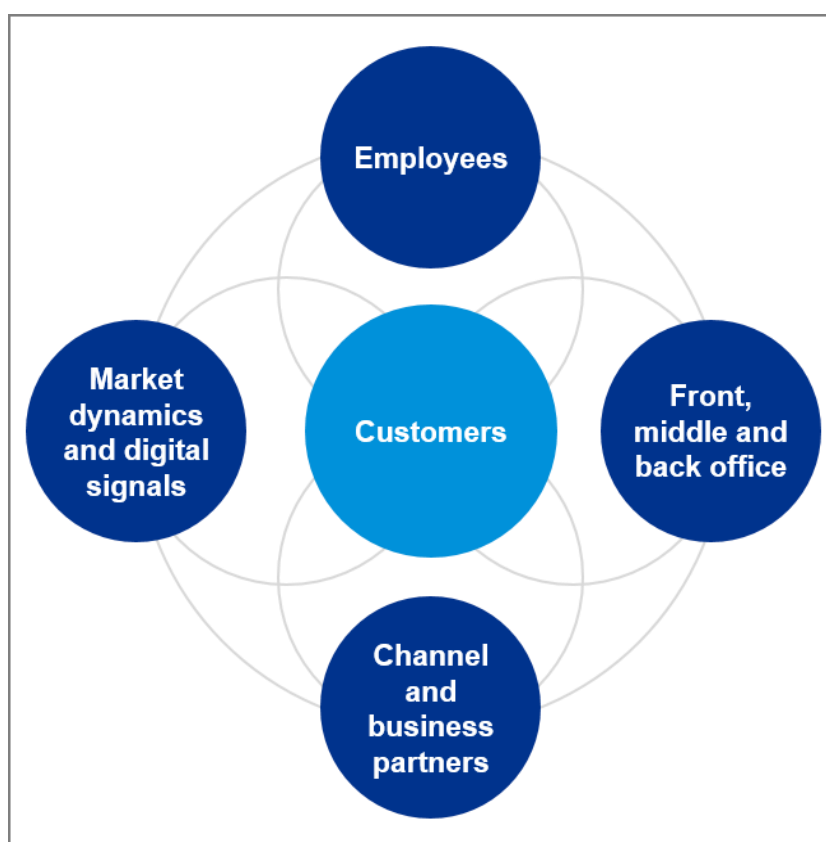 Employees
Market
dynamics
and digital
signals
Customers
Front,
middle and
back office
Channel
and
business
partners